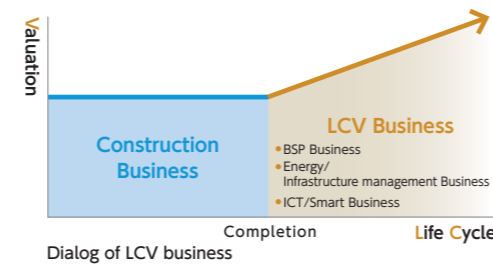 Valuation
Construction
Business
LCV Business
•BSP Business
•Energy/
Infrastructure management Business
•ICT/Smart Business
Completion
Life Cycle
Dialog of LCV business